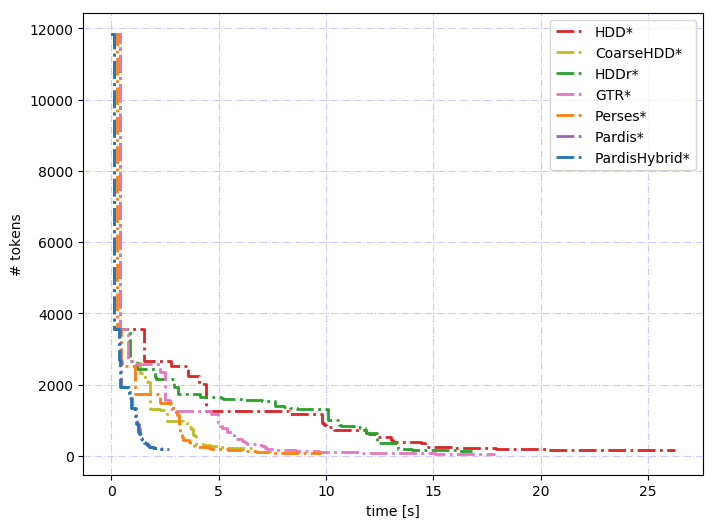 12000
10000
8000
6000
4000
2000
0
# tokens
0 5 10 15 20 25
time [s]
HDD*
CoarseHDD*
HDDr*
GTR*
Perses*
Pardis*
PardisHybrid*